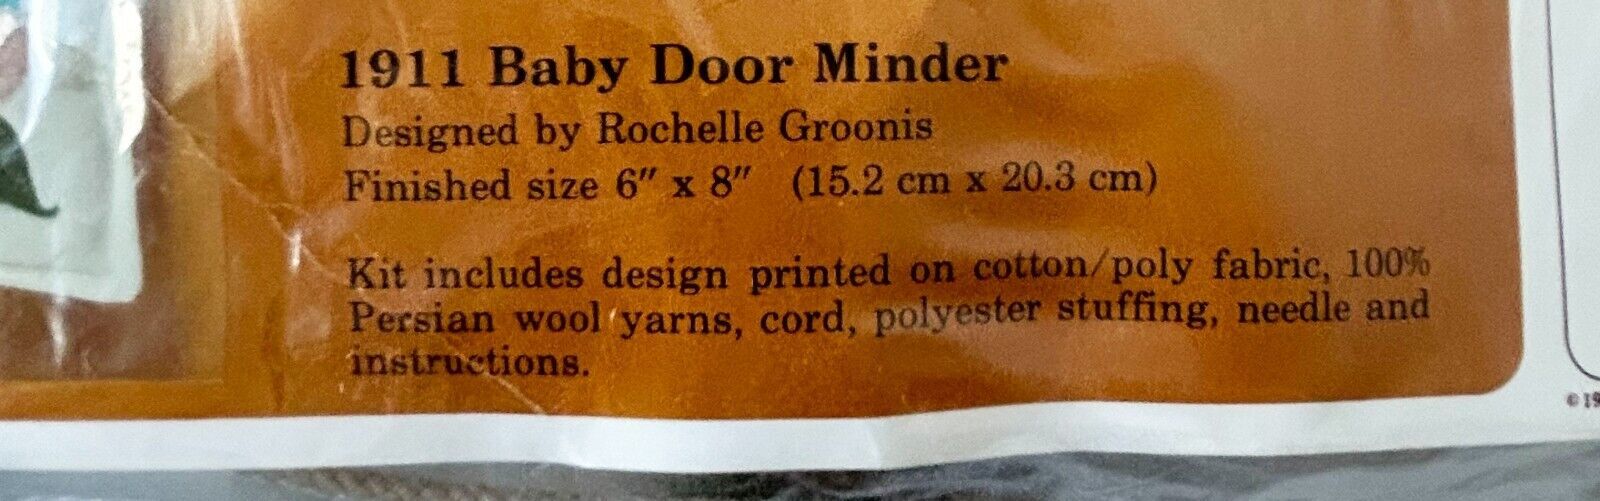 1911 Baby Door Minder
Designed by Rochelle Groonis
Finished size 6" x 8" (15.2 cm x 20.3 cm)
Kit includes design printed on cotton/poly fabric, 100%
Persian wool yarns, cord, polyester stuffing, needle and
instructions.
© 19